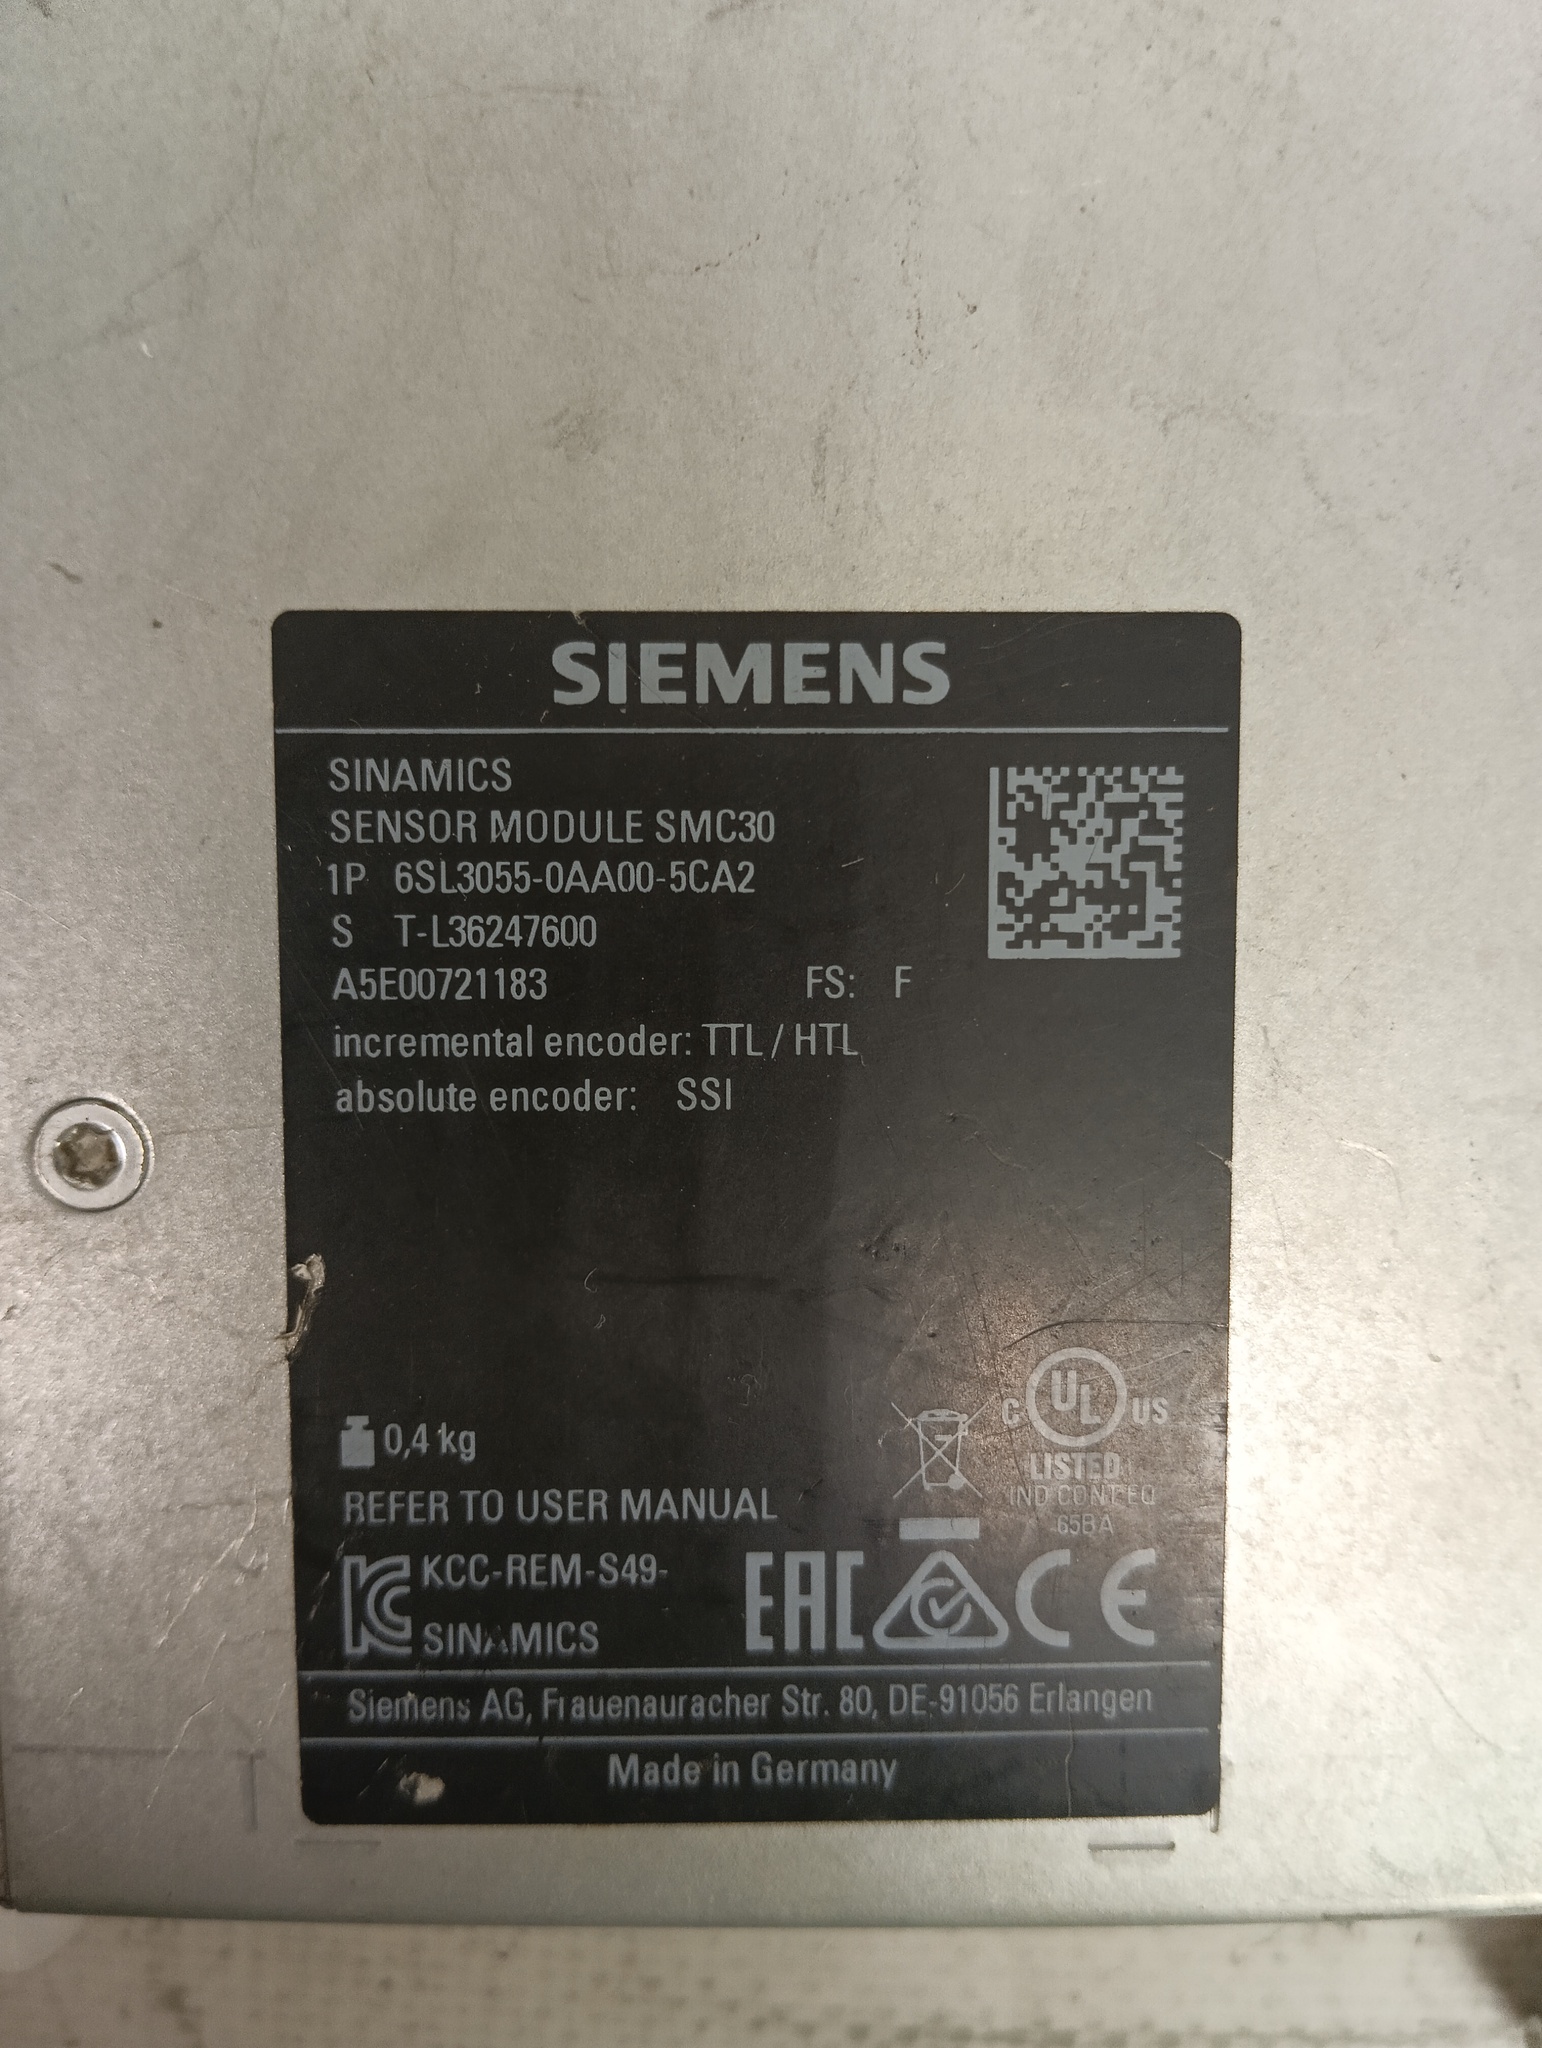 SIEMENS
SINAMICS
SENSOR MODULE SMC30
1P 6SL3055-0AA00-5CA2
S T-L36247600
A5E00721183 FS: F
incremental encoder: TTL / HTL
absolute encoder: SSI
C UL US
LISTED
IND CONT EQ
65BA
0,4 kg
REFER TO USER MANUAL
KC KCC-REM-S49-
SINAMICS
EAC CE
Siemens AG, Frauenauracher Str. 80, DE-91056 Erlangen
Made in Germany